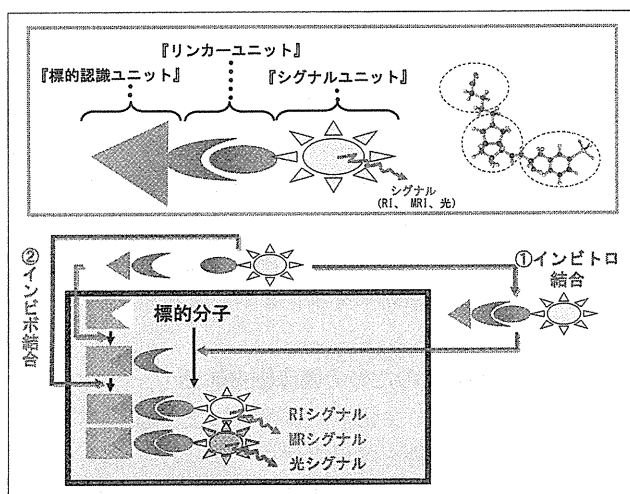 『リンカーユニット』
『標的認識ユニット』
『シグナルユニット』
シグナル
(RI、 MRI、光)
②インビボ結合
①インビトロ
結合
標的分子
RIシグナル
MRシグナル
光シグナル